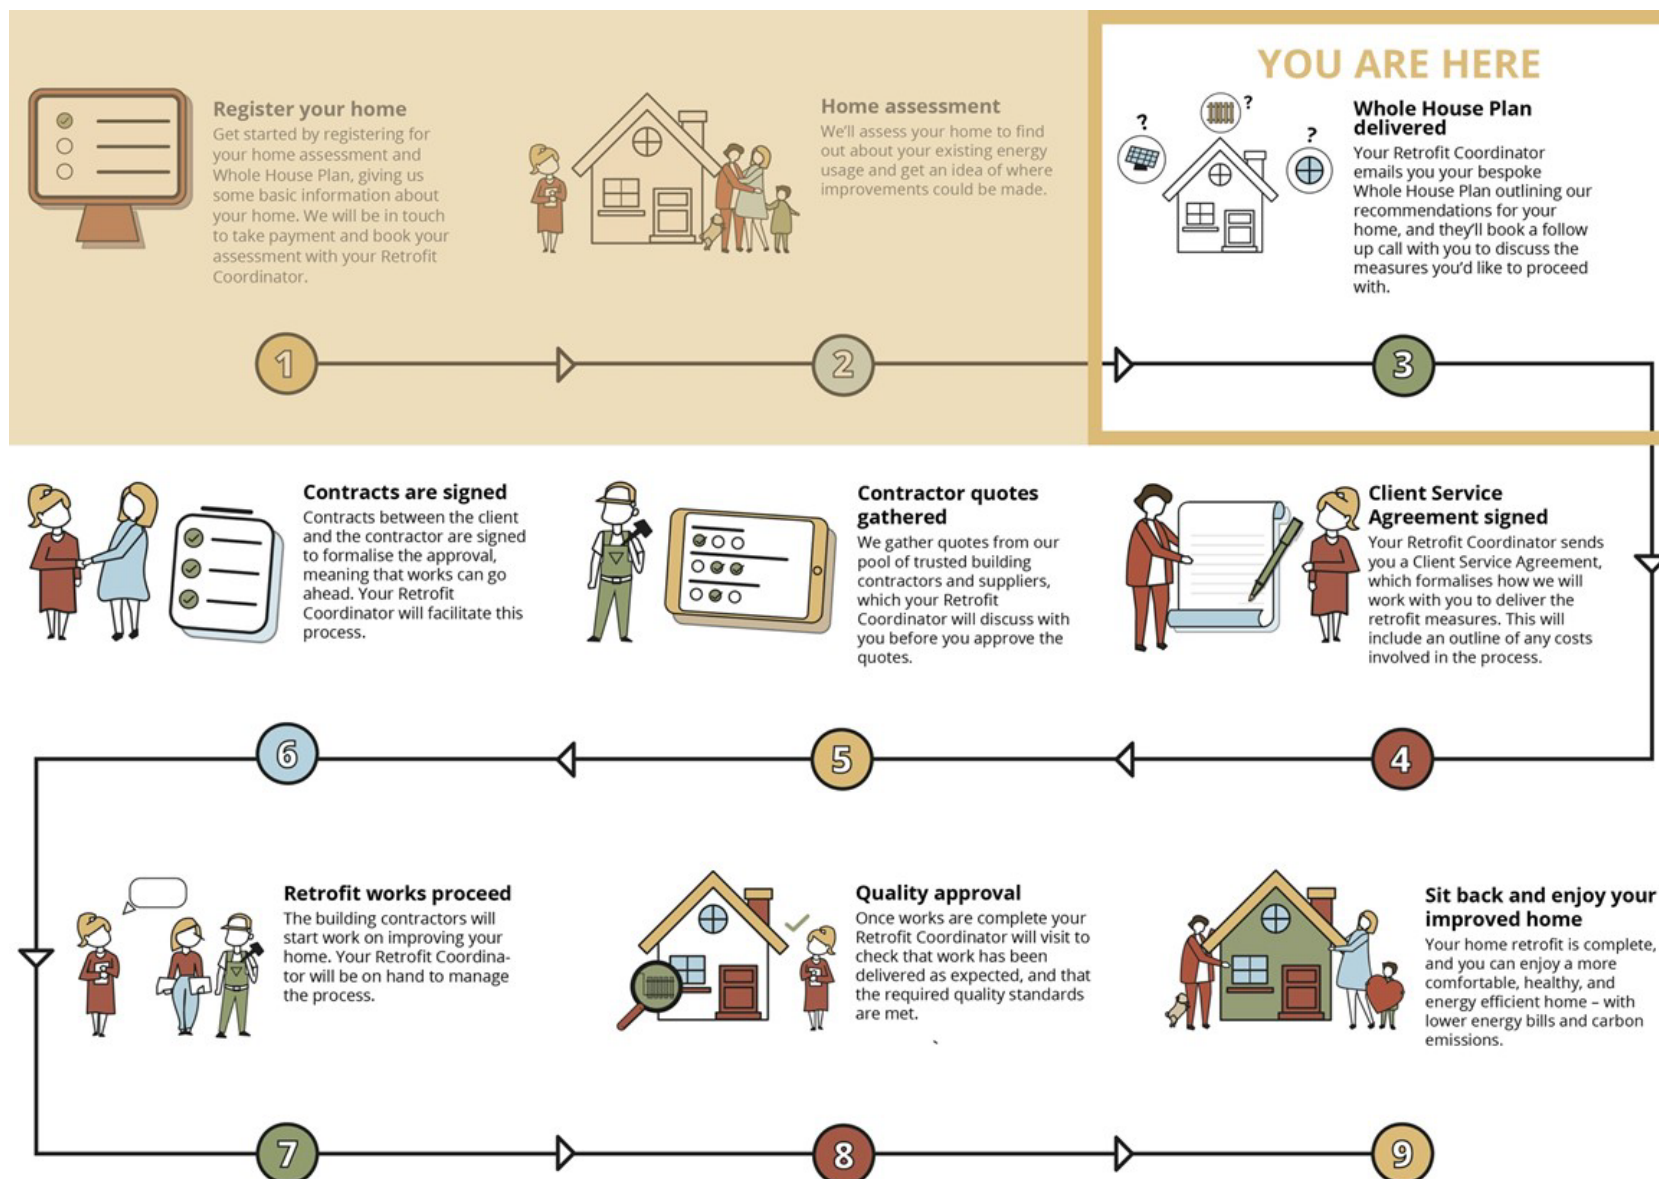 Register your home
Get started by registering for
your home assessment and
Whole House Plan, giving us
some basic information about
your home. We will be in touch
to take payment and book your
assessment with your Retrofit
Coordinator.
Home assessment
We'll assess your home to find
out about your existing energy
usage and get an idea of where
improvements could be made.
YOU ARE HERE
? ? ?
Whole House Plan
delivered
Your Retrofit Coordinator
emails you your bespoke
Whole House Plan outlining our
recommendations for your
home, and they'll book a follow
up call with you to discuss the
measures you'd like to proceed
with.
1
2
3
Client Service
Agreement signed
Your Retrofit Coordinator sends
you a Client Service Agreement,
which formalises how we will
work with you to deliver the
retrofit measures. This will
include an outline of any costs
involved in the process.
4
Contractor quotes
gathered
We gather quotes from our
pool of trusted building
contractors and suppliers,
which your Retrofit
Coordinator will discuss with
you before you approve the
quotes.
5
Contracts are signed
Contracts between the client
and the contractor are signed
to formalise the approval,
meaning that works can go
ahead. Your Retrofit
Coordinator will facilitate this
process.
6
Retrofit works proceed
The building contractors will
start work on improving your
home. Your Retrofit Coordina-
tor will be on hand to manage
the process.
7
Quality approval
Once works are complete your
Retrofit Coordinator will visit to
check that work has been
delivered as expected, and that
the required quality standards
are met.
8
Sit back and enjoy your
improved home
Your home retrofit is complete,
and you can enjoy a more
comfortable, healthy, and
energy efficient home – with
lower energy bills and carbon
emissions.
9